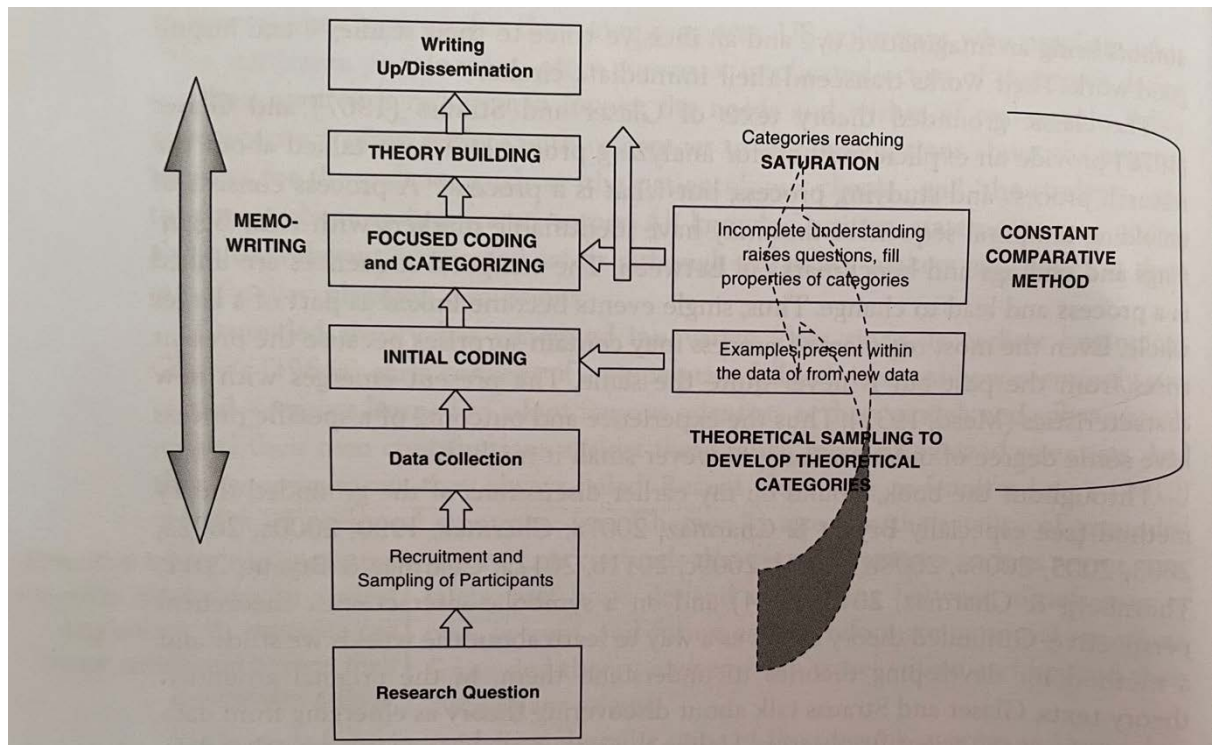 Writing
Up/Dissemination
THEORY BUILDING
FOCUSED CODING
and CATEGORIZING
INITIAL CODING
Data Collection
Recruitment and
Sampling of Participants
Research Question
MEMO-
WRITING
Categories reaching
SATURATION
Incomplete understanding
raises questions, fill
properties of categories
Examples present within
the data or from new data
THEORETICAL SAMPLING TO
DEVELOP THEORETICAL
CATEGORIES
CONSTANT
COMPARATIVE
METHOD